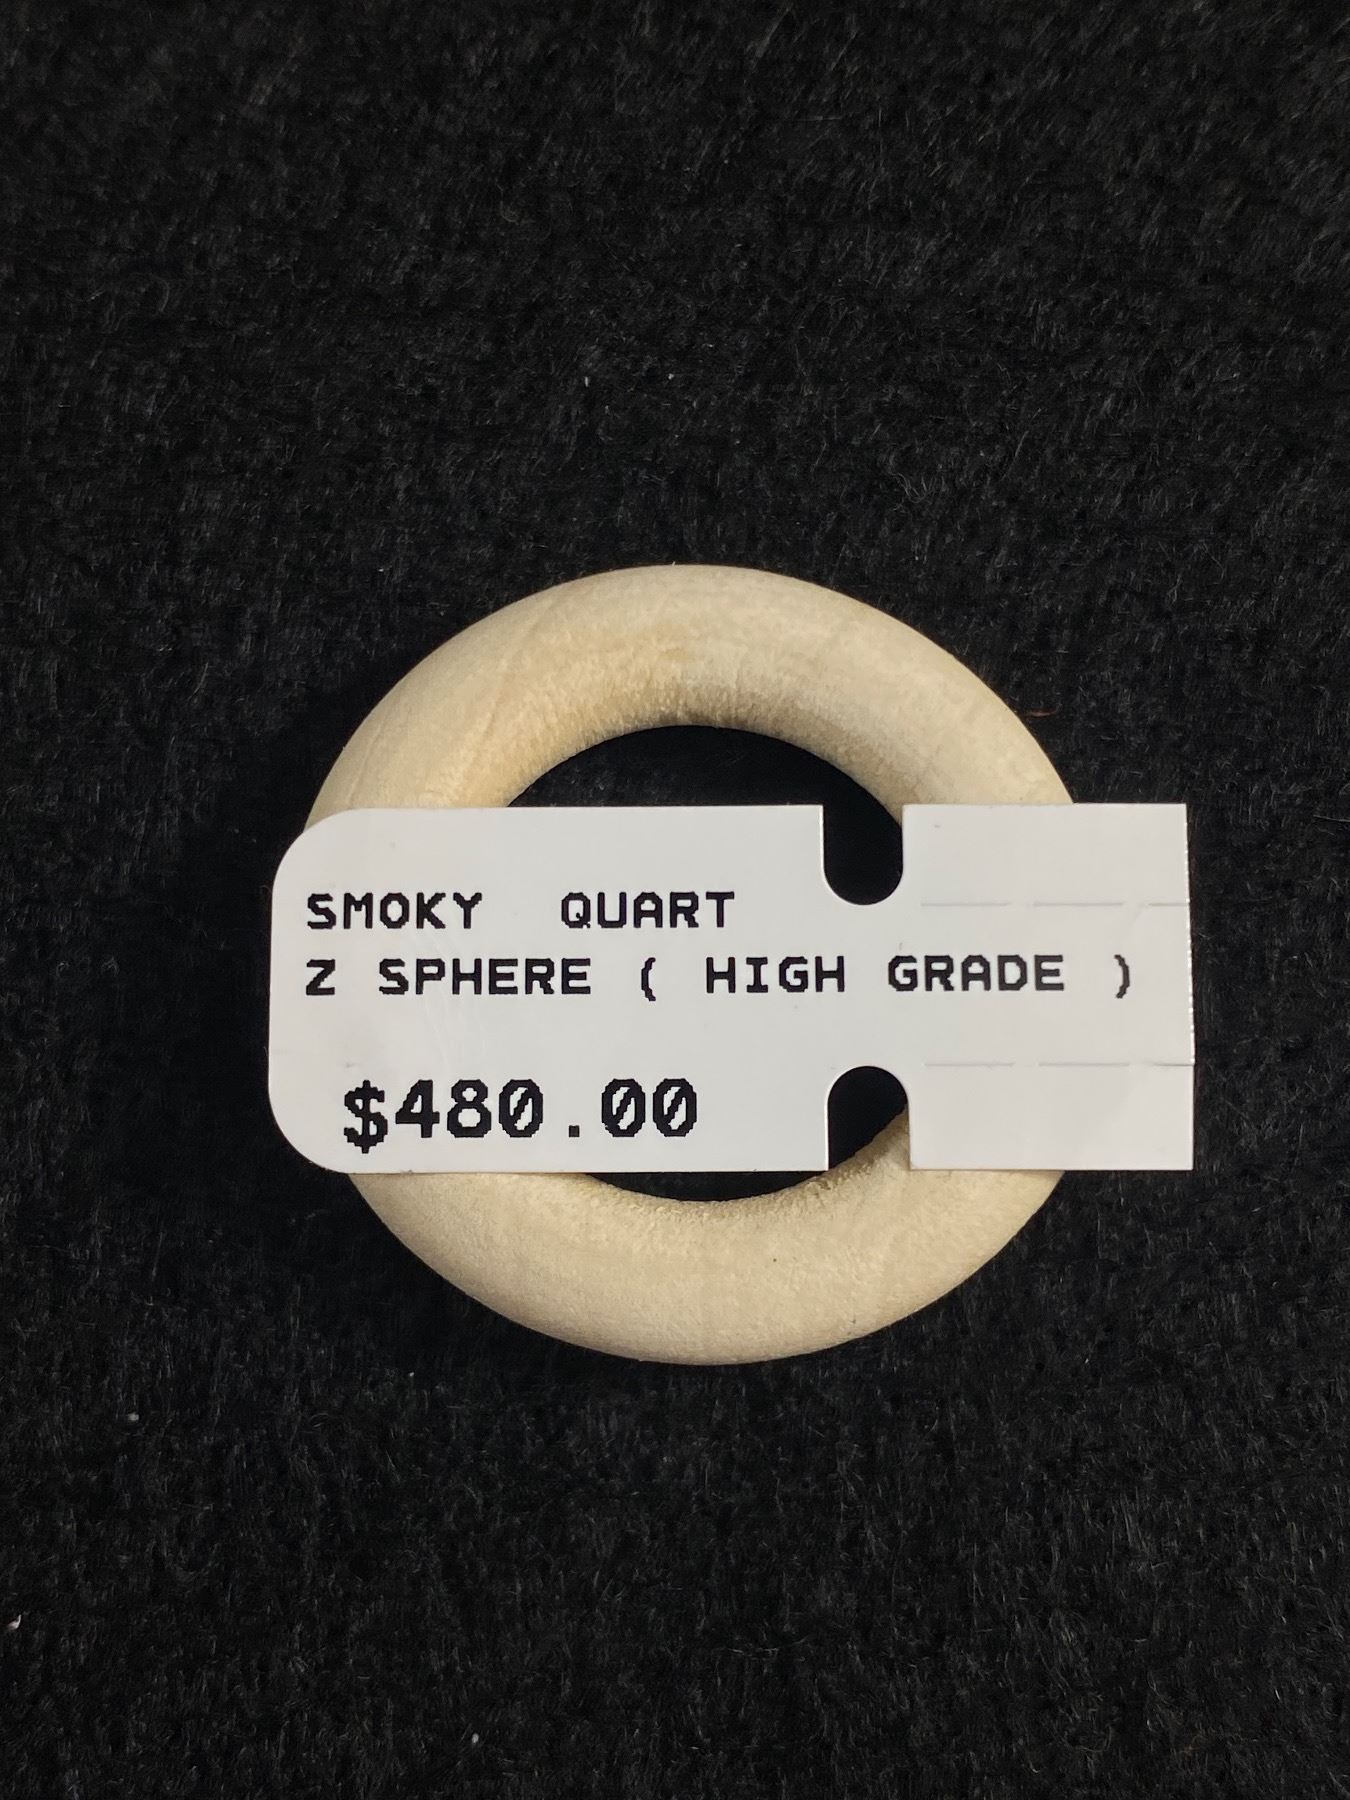 SMOKY QUART
Z SPHERE ( HIGH GRADE )
$480.00